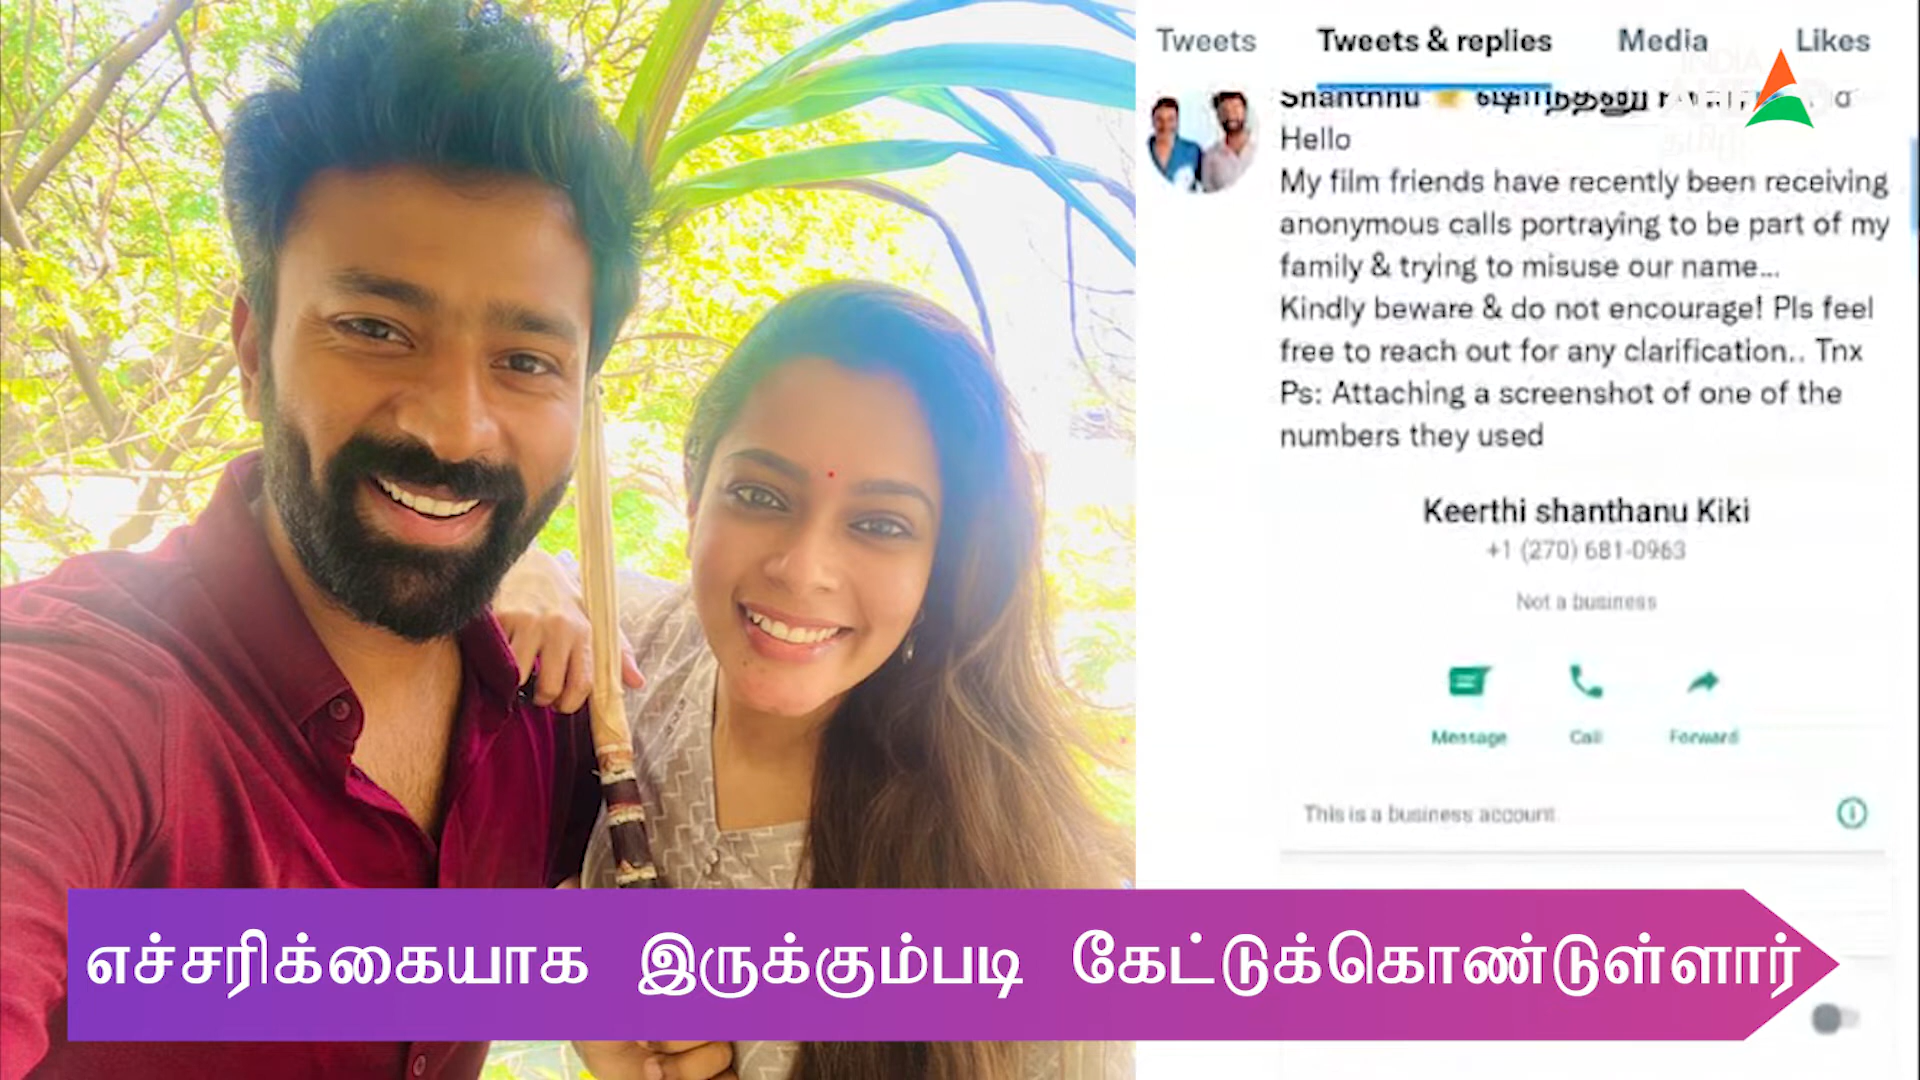 Tweets Tweets & replies Media Likes
Shanthnu
Hello
My film friends have recently been receiving
anonymous calls portraying to be part of my
family & trying to misuse our name...
Kindly beware & do not encourage! Pls feel
free to reach out for any clarification.. Tnx
Ps: Attaching a screenshot of one of the
numbers they used
Keerthi shanthanu Kiki
+1 (270) 681-0963
Not a business
Message Call Forward
This is a business account
எச்சரிக்கையாக இருக்கும்படி கேட்டுக்கொண்டுள்ளார்